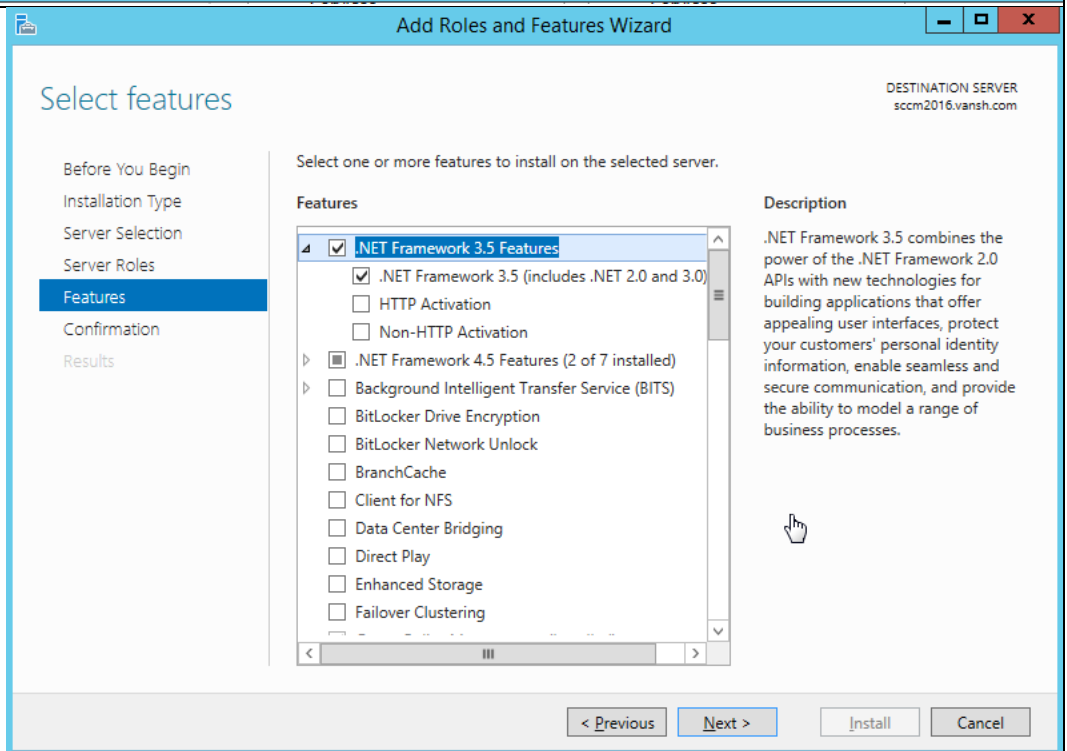 Add Roles and Features Wizard
Select features
DESTINATION SERVER
sccm2016.vansh.com
Before You Begin
Installation Type
Server Selection
Server Roles
Features
Confirmation
Results
Select one or more features to install on the selected server.
Features
.NET Framework 3.5 Features
.NET Framework 3.5 (includes .NET 2.0 and 3.0)
HTTP Activation
Non-HTTP Activation
.NET Framework 4.5 Features (2 of 7 installed)
Background Intelligent Transfer Service (BITS)
BitLocker Drive Encryption
BitLocker Network Unlock
BranchCache
Client for NFS
Data Center Bridging
Direct Play
Enhanced Storage
Failover Clustering
Description
.NET Framework 3.5 combines the
power of the .NET Framework 2.0
APIs with new technologies for
building applications that offer
appealing user interfaces, protect
your customers' personal identity
information, enable seamless and
secure communication, and provide
the ability to model a range of
business processes.
< Previous
Next >
Install
Cancel